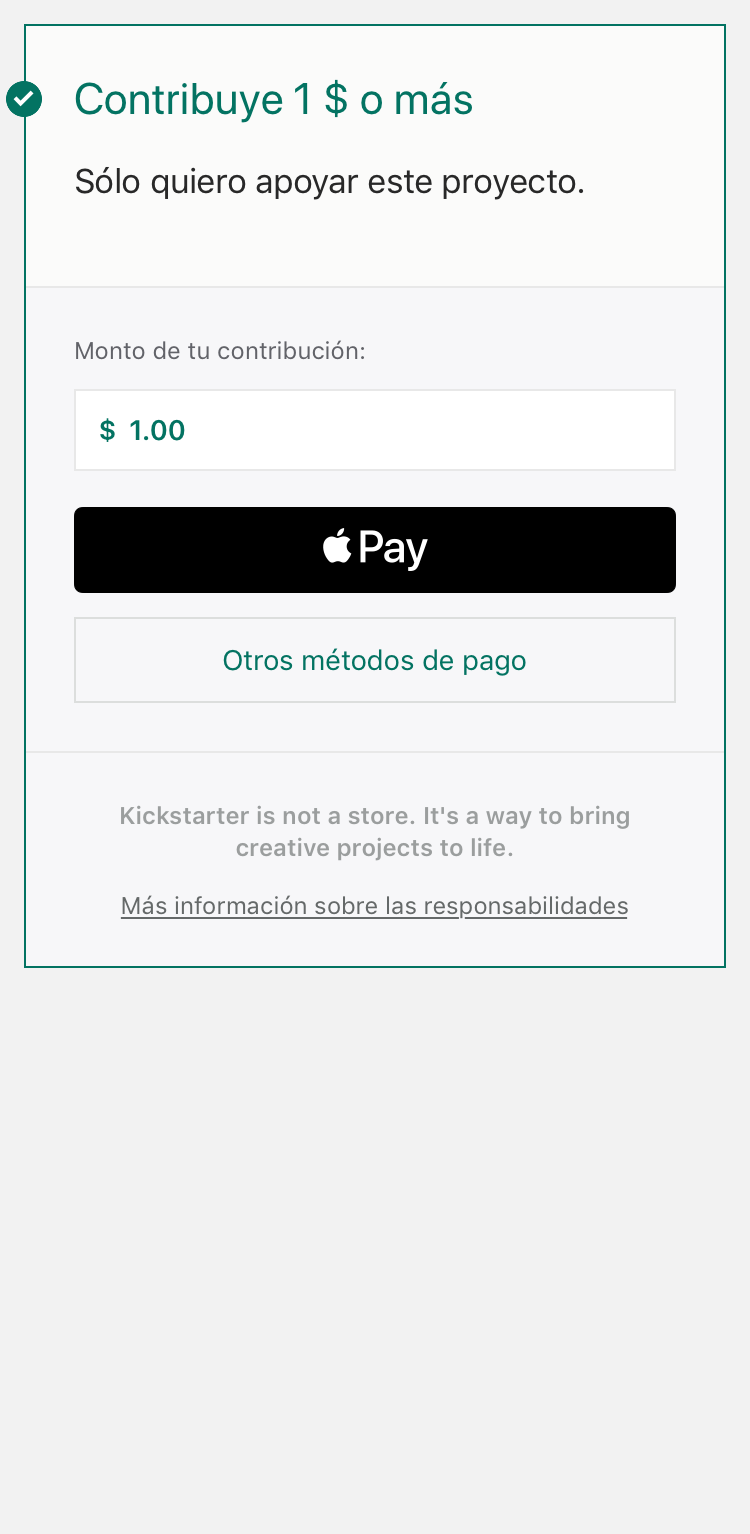 Contribuye 1 $ o más
Sólo quiero apoyar este proyecto.
Monto de tu contribución:
$ 1.00
Pay
Otros métodos de pago
Kickstarter is not a store. It's a way to bring
creative projects to life.
Más información sobre las responsabilidades